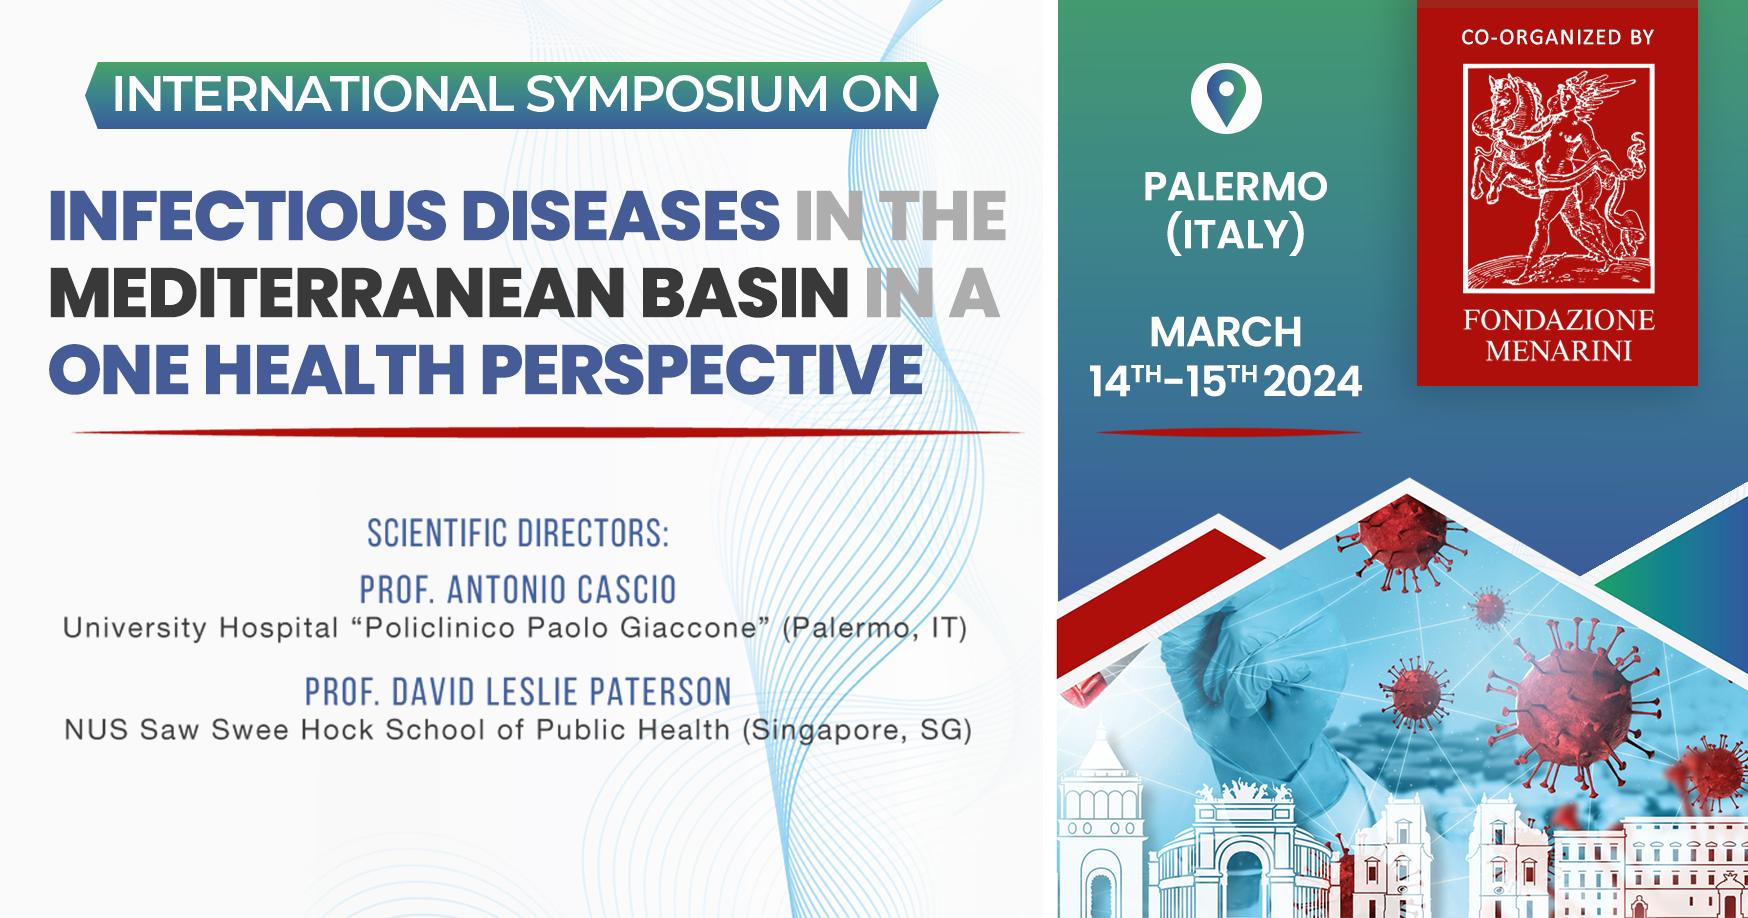 INTERNATIONAL SYMPOSIUM ON
INFECTIOUS DISEASES IN THE
MEDITERRANEAN BASIN IN A
ONE HEALTH PERSPECTIVE
SCIENTIFIC DIRECTORS:
PROF. ANTONIO CASCIO
University Hospital “Policlinico Paolo Giaccone” (Palermo, IT)
PROF. DAVID LESLIE PATERSON
NUS Saw Swee Hock School of Public Health (Singapore, SG)
PALERMO
(ITALY)
MARCH
14TH-15TH 2024
CO-ORGANIZED BY
FONDAZIONE
MENARINI